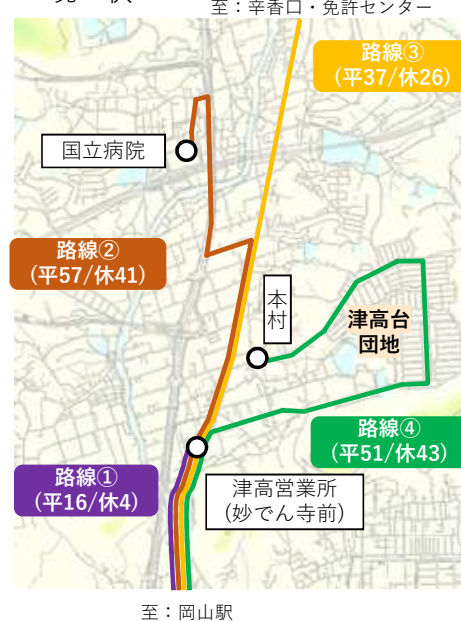 至：辛香口・免許センター
路線③
(平37/休26)
国立病院
路線②
(平57/休41)
本村
津高台
団地
路線④
(平51/休43)
路線①
(平16/休4)
津高営業所
(妙でん寺前)
至：岡山駅